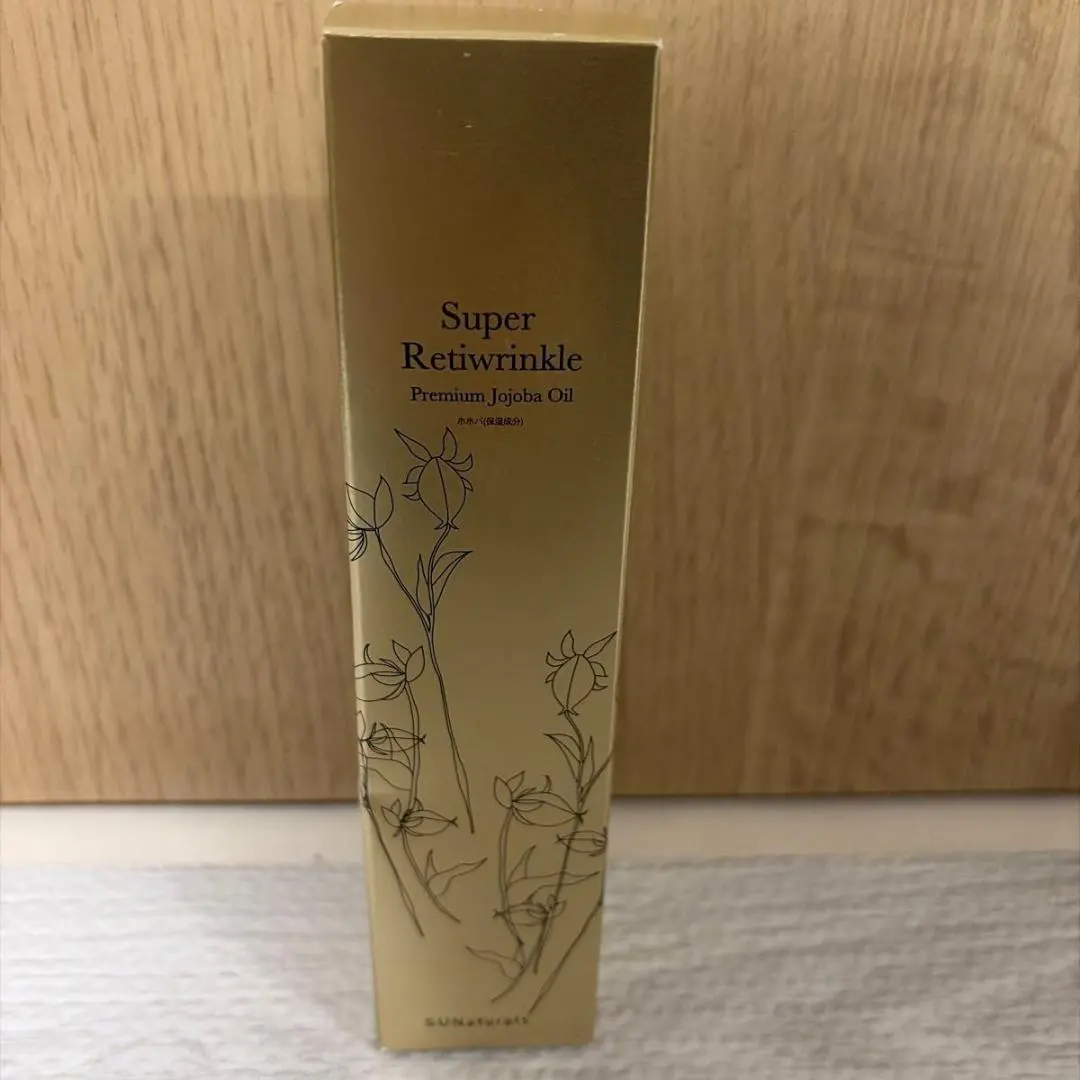 Super
Retiwrinkle
Premium Jojoba Oil
ホホバ(保湿成分)
SUNaturals